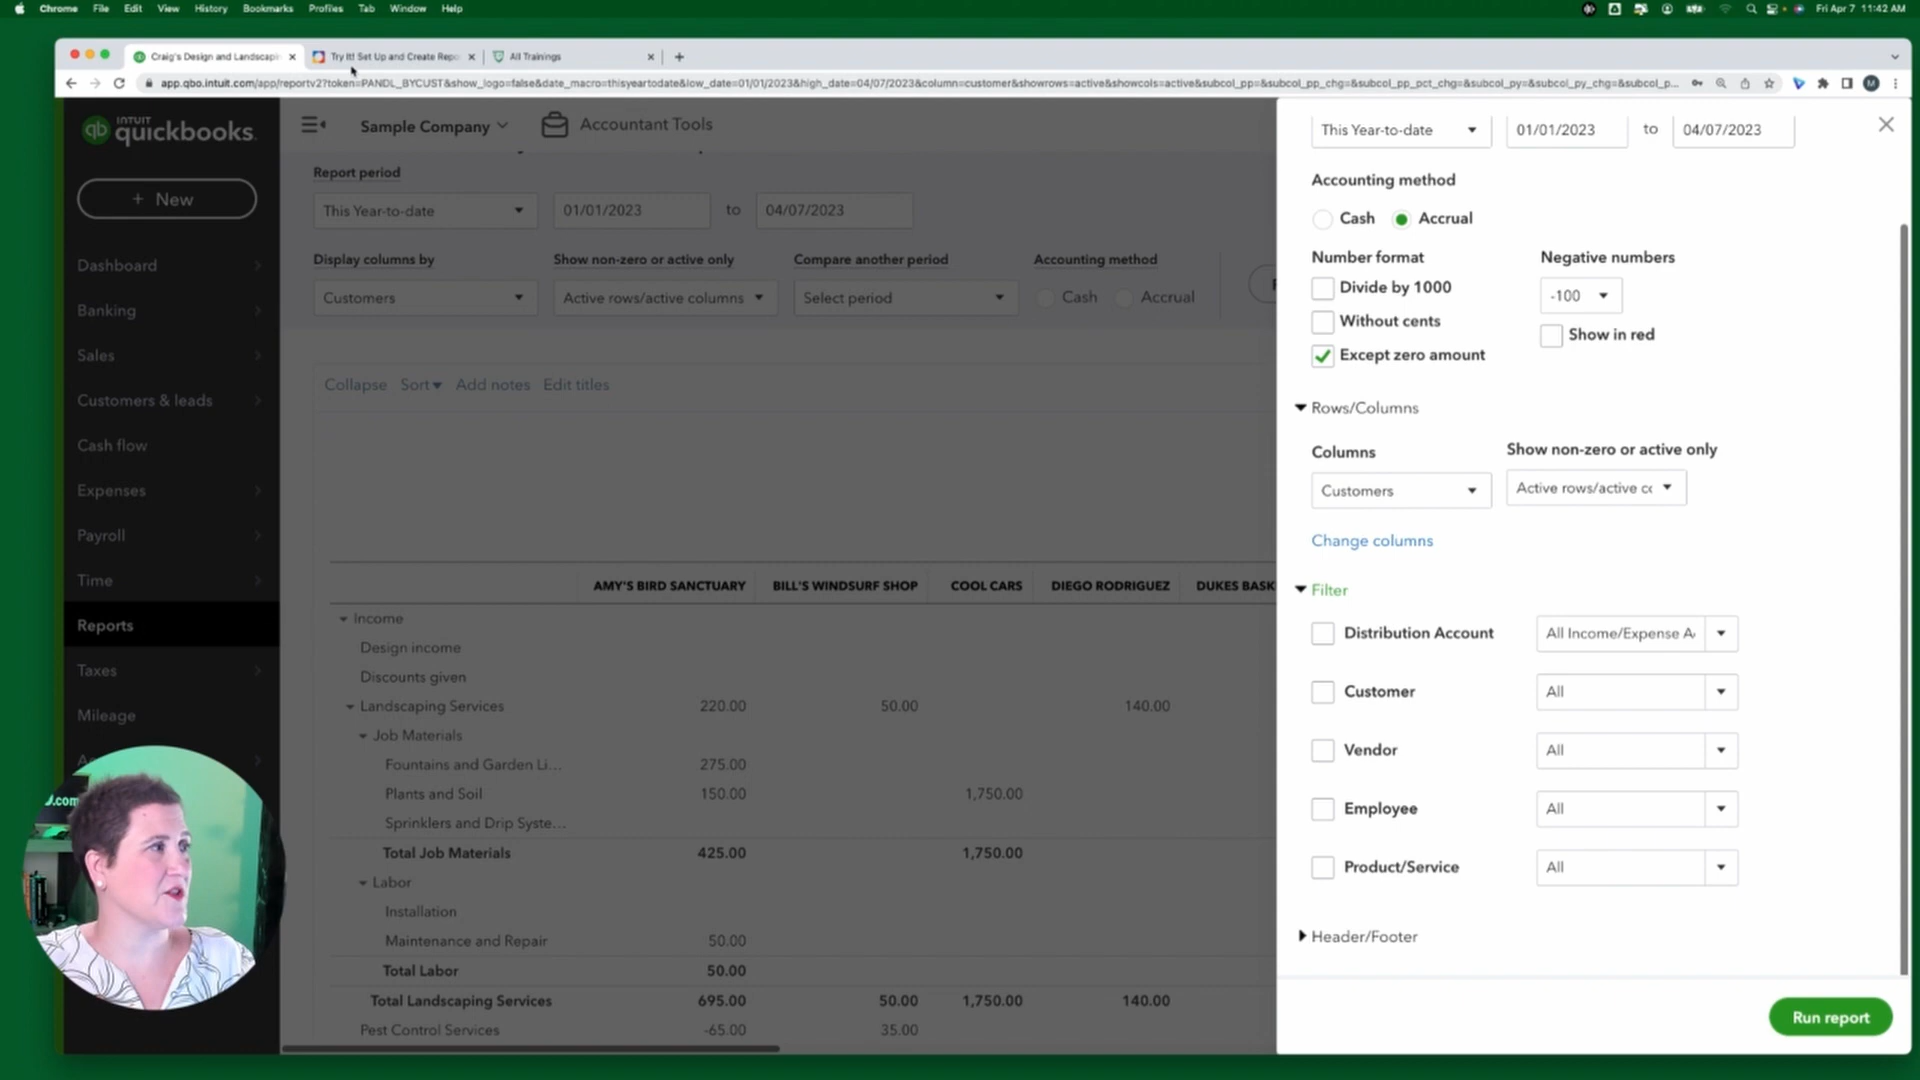 Chrome File Edit View History Bookmarks Profiles Tab Window Help
Fri Apr 7 11:42 AM
Craig's Design and Landscapin
Try It! Set Up and Create Repo
All Trainings
app.qbo.intuit.com/app/reportv2?token=PANDL_BYCUST&show_logo=false&date_macro=thisyeartodate&low_date=01/01/2023&high_date=04/07/2023&column=customer&showrows=active&showcols=active&subcol_pp=&subcol_pp_chg=&subcol_pp_pct_chg=&subcol_py=&subcol_py_chg=&subcol_p...
M
qb INTUIT quickbooks.
Sample Company
Accountant Tools
+ New
Dashboard
Banking
Sales
Customers & leads
Cash flow
Expenses
Payroll
Time
Reports
Taxes
Mileage
.com
Report period
This Year-to-date 01/01/2023 to 04/07/2023
Display columns by Show non-zero or active only Compare another period Accounting method
Customers Active rows/active columns Select period Cash Accrual
Collapse Sort Add notes Edit titles
AMY'S BIRD SANCTUARY BILL'S WINDSURF SHOP COOL CARS DIEGO RODRIGUEZ DUKES BASK
Income
Design income
Discounts given
Landscaping Services 220.00 50.00 140.00
Job Materials
Fountains and Garden Li... 275.00
Plants and Soil 150.00 1,750.00
Sprinklers and Drip Syste...
Total Job Materials 425.00 1,750.00
Labor
Installation
Maintenance and Repair 50.00
Total Labor 50.00
Total Landscaping Services 695.00 50.00 1,750.00 140.00
Pest Control Services -65.00 35.00
This Year-to-date 01/01/2023 to 04/07/2023
Accounting method
Cash Accrual
Number format Negative numbers
Divide by 1000 -100
Without cents Show in red
Except zero amount
Rows/Columns
Columns Show non-zero or active only
Customers Active rows/active cc
Change columns
Filter
Distribution Account All Income/Expense A
Customer All
Vendor All
Employee All
Product/Service All
Header/Footer
Run report